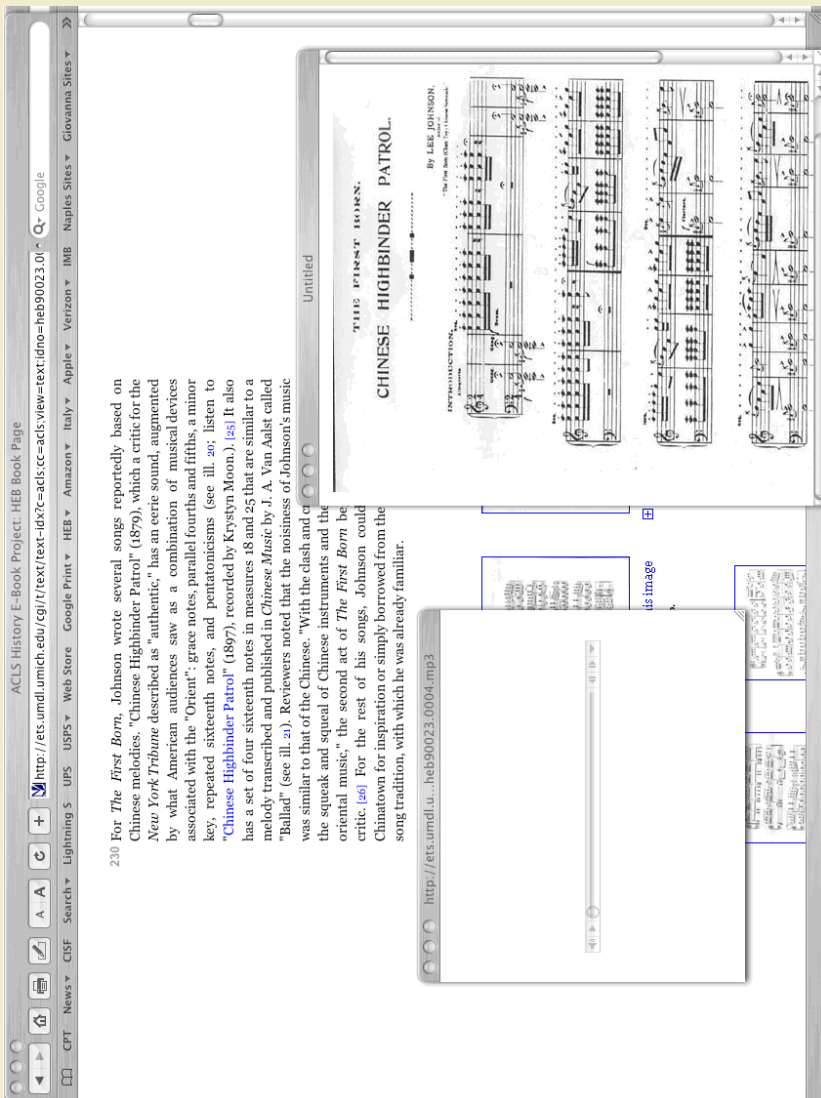 ACLS History E-Book Project: HEB Book Page
http://ets.umdl.umich.edu/cgi/t/text/text-idx?c=acls;cc=acls;view=text;idno=heb90023.0
Google
CPT News CISF Search Lightning S UPS USPS Web Store Google Print HEB Amazon Italy Apple Verizon IMB Naples Sites Giovanna Sites
230 For The First Born, Johnson wrote several songs reportedly based on
Chinese melodies. "Chinese Highbinder Patrol" (1879), which a critic for the
New York Tribune described as "authentic," has an eerie sound, augmented
by what American audiences saw as a combination of musical devices
associated with the "Orient": grace notes, parallel fourths and fifths, a minor
key, repeated sixteenth notes, and pentatonicisms (see ill. 20; listen to
"Chinese Highbinder Patrol" (1897), recorded by Krystyn Moon.). [25] It also
has a set of four sixteenth notes in measures 18 and 25 that are similar to a
melody transcribed and published in Chinese Music by J. A. Van Aalst called
"Ballad" (see ill. 21). Reviewers noted that the noisiness of Johnson's music
was similar to that of the Chinese. "With the clash and cr
the squeak and squeal of Chinese instruments and the
oriental music," the second act of The First Born be
critic. [26] For the rest of his songs, Johnson could
Chinatown for inspiration or simply borrowed from the
song tradition, with which he was already familiar.
is image
Untitled
THE FIRST BORN.
CHINESE HIGHBINDER PATROL.
By LEE JOHNSON.
INTRODUCTION.
http://ets.umdl.u...heb90023.0004.mp3